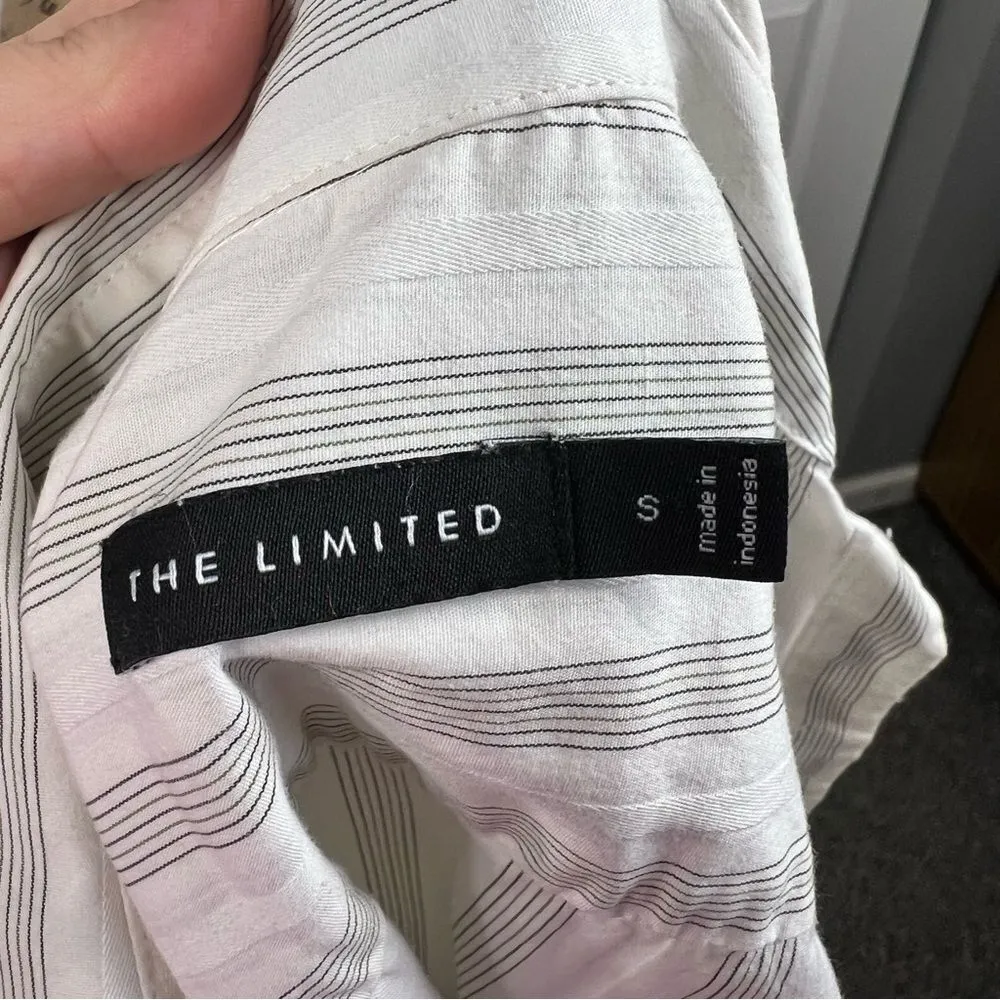 THE LIMITED
S
made in
indonesia